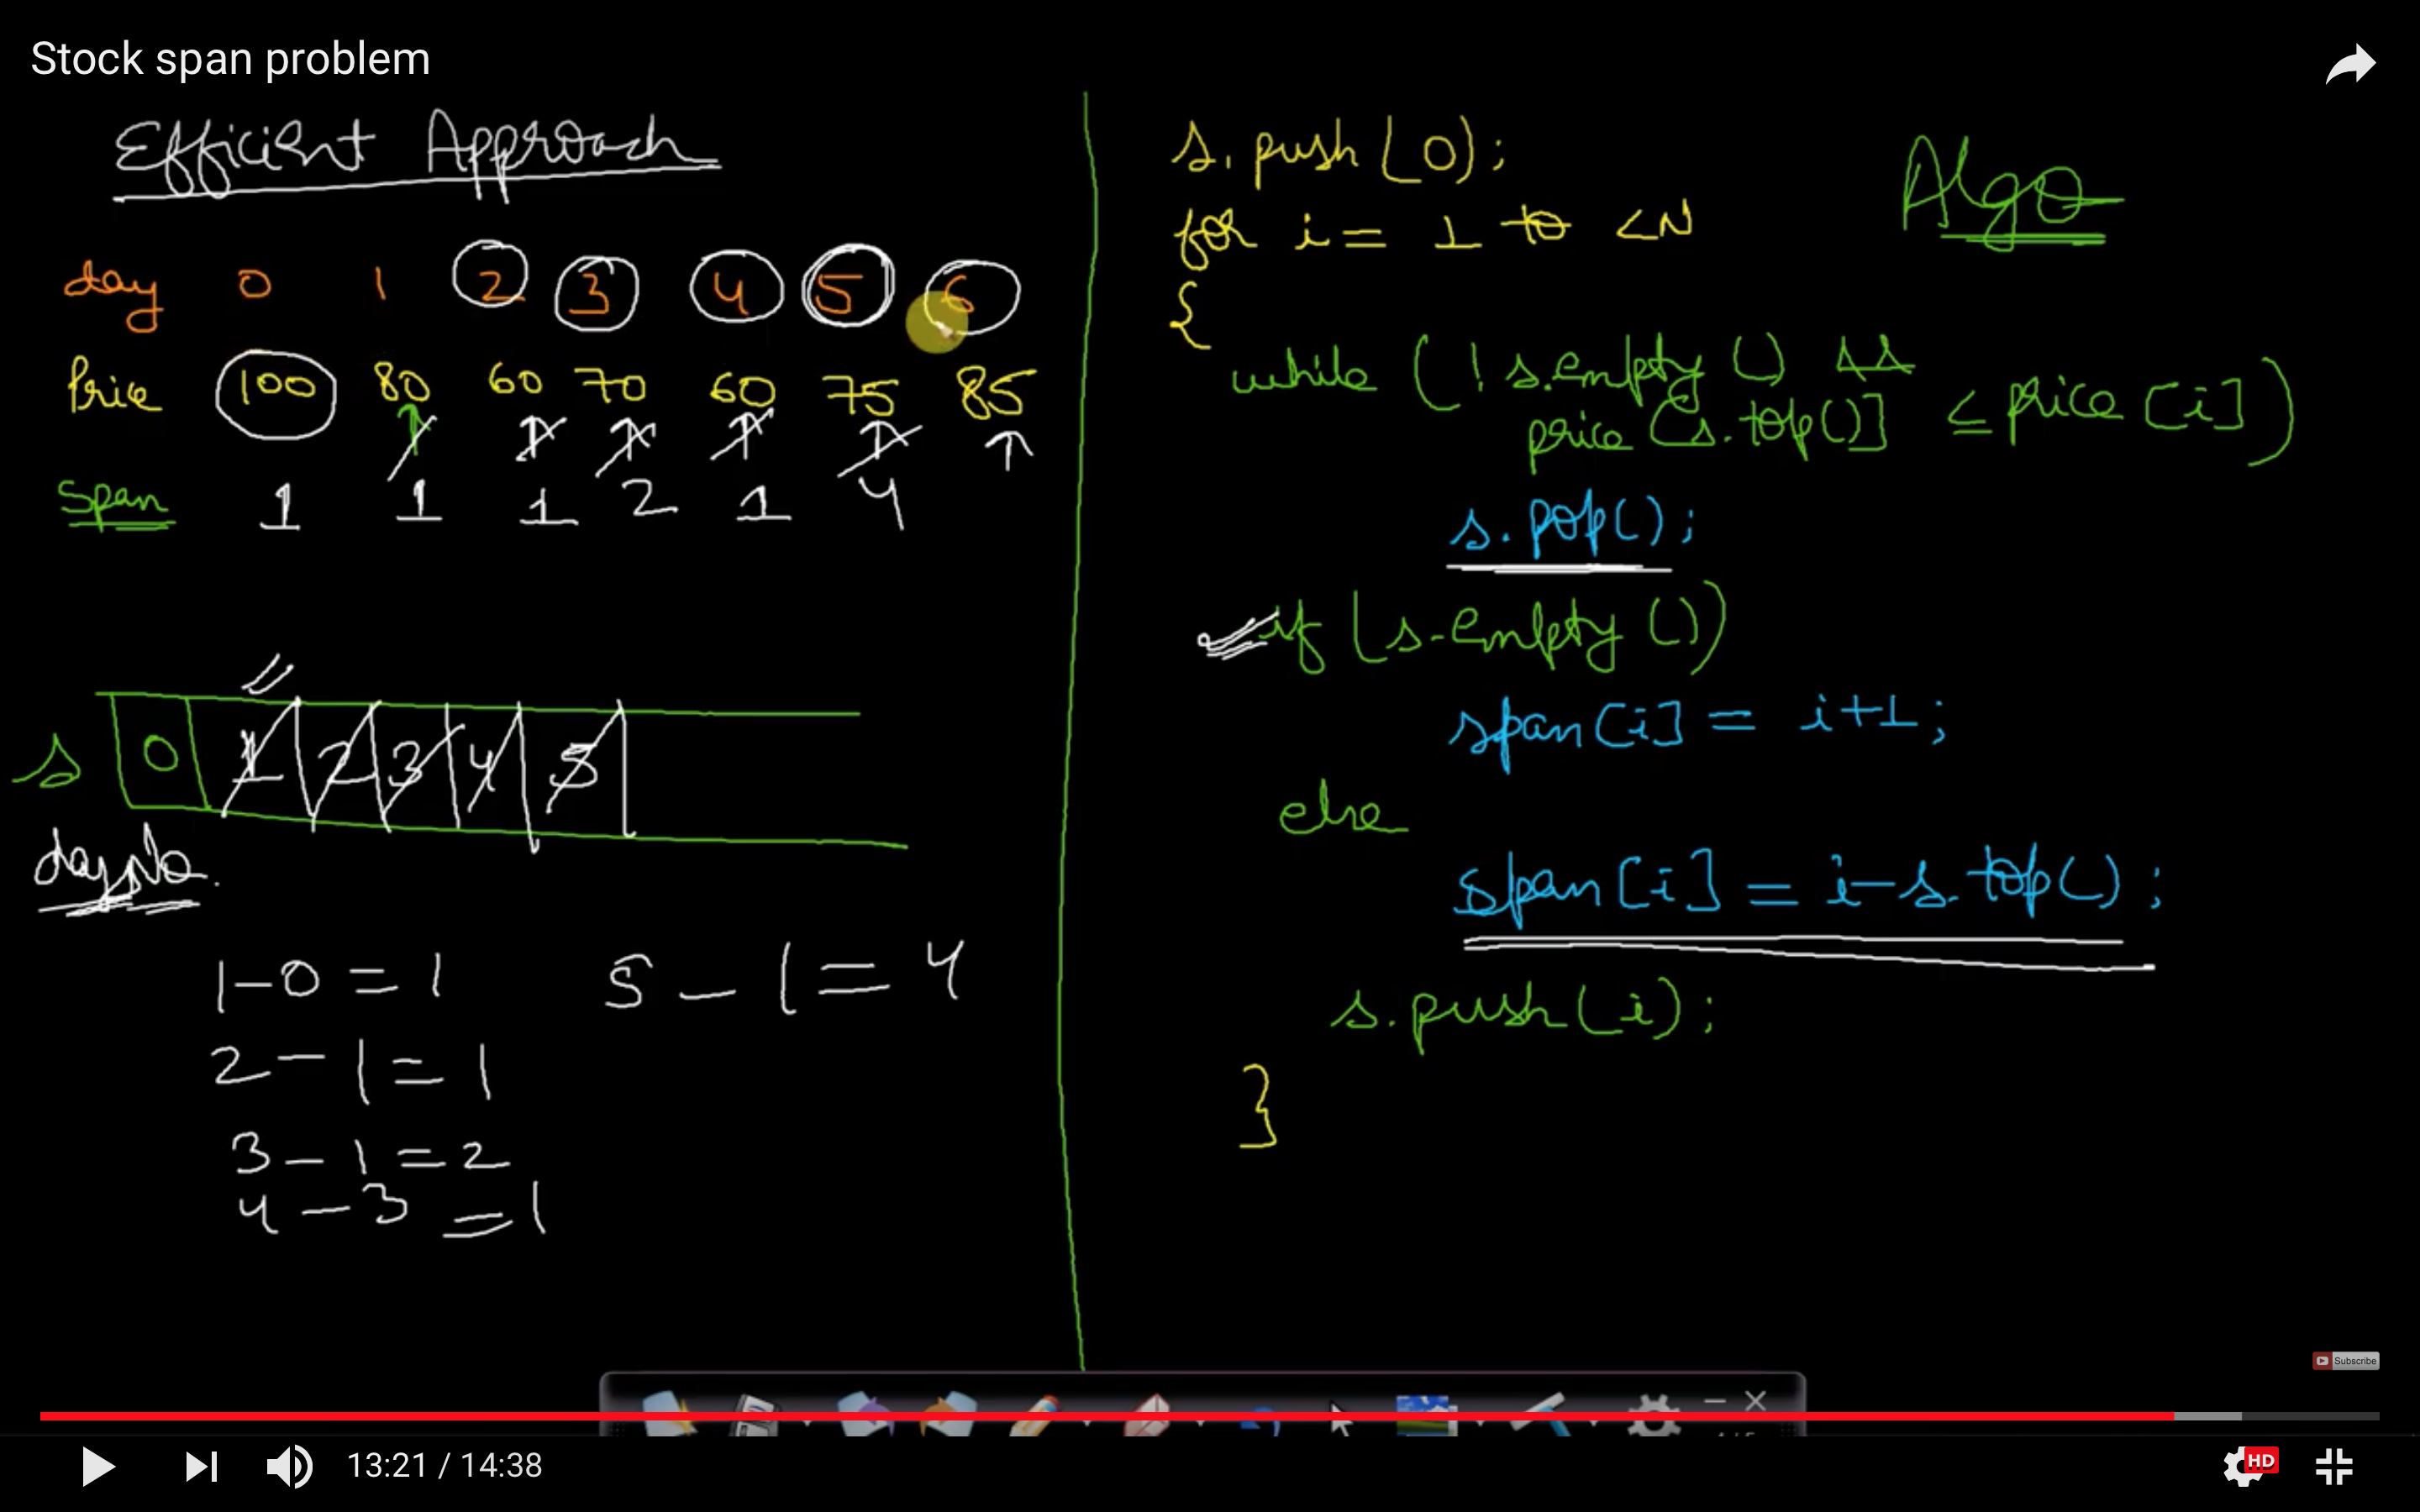 Stock span problem
Efficient Approach
day 0 1 2 3 4 5 6
Price 100 80 60 70 60 75 85
span 1 1 1 2 1 4
s 0 1 2 3 4 5
day No.
1-0 = 1
5 - 1 = 4
2 - 1 = 1
3 - 1 = 2
4 - 3 = 1
Algo
s.push(0);
for i = 1 to <N
{
while (! s.empty () &&
price [s.top()] ≤ price [i])
s.pop();
if (s.empty ())
span[i] = i+1;
else
span[i] = i-s.top();
s.push(i);
}
Subscribe
13:21 / 14:38
HD